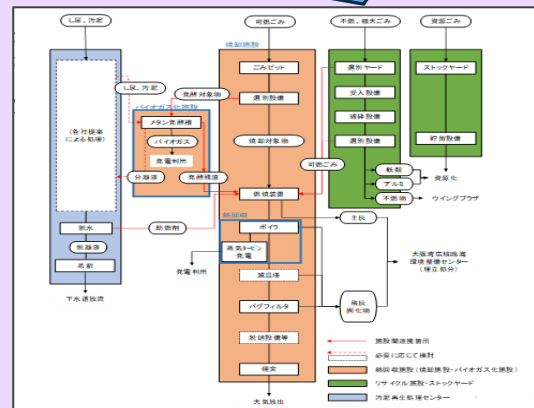 し尿、汚泥
可燃ごみ
不燃、粗大ごみ
資源ごみ
焼却施設
ごみピット
選別ヤード
ストックヤード
し尿、汚泥
発酵対象物
選別設備
受入設備
バイオガス化施設
メタン発酵槽
破砕設備
(各社提案
による処理)
バイオガス
焼却対象物
選別設備
貯留設備
発電利用
可燃ごみ
分離液
発酵残渣
鉄類
アルミ
資源化
燃焼装置
不燃物
ウイングプラザ
脱水
助燃剤
主灰
ボイラ
脱離液
蒸気タービン
発電
希釈
大阪湾広域臨海
環境整備センター
(埋立処分)
発電利用
減温塔
下水道放流
バグフィルタ
飛灰
固化物
脱硝設備等
煙突
大気放出
施設間連携箇所
必要に応じて検討
熱回収施設(焼却施設・バイオガス化施設)
リサイクル施設・ストックヤード
汚泥再生処理センター